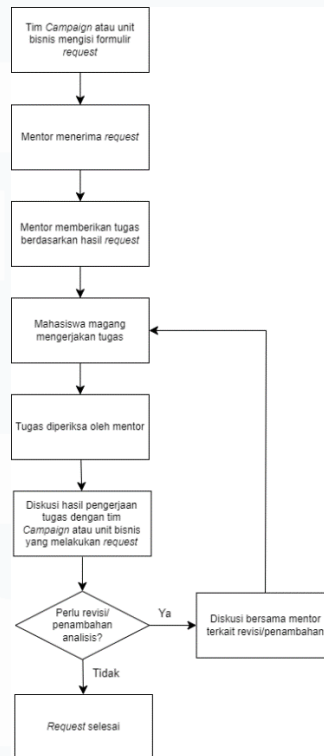 Tim Campaign atau unit
bisnis mengisi formulir
request
Mentor menerima request
Mentor memberikan tugas
berdasarkan hasil request
Mahasiswa magang
mengerjakan tugas
Tugas diperiksa oleh mentor
Diskusi hasil pengerjaan
tugas dengan tim
Campaign atau unit bisnis
yang melakukan request
Perlu revisi/
penambahan
analisis?
Ya
Diskusi bersama mentor
terkait revisi/penambahan
Tidak
Request selesai